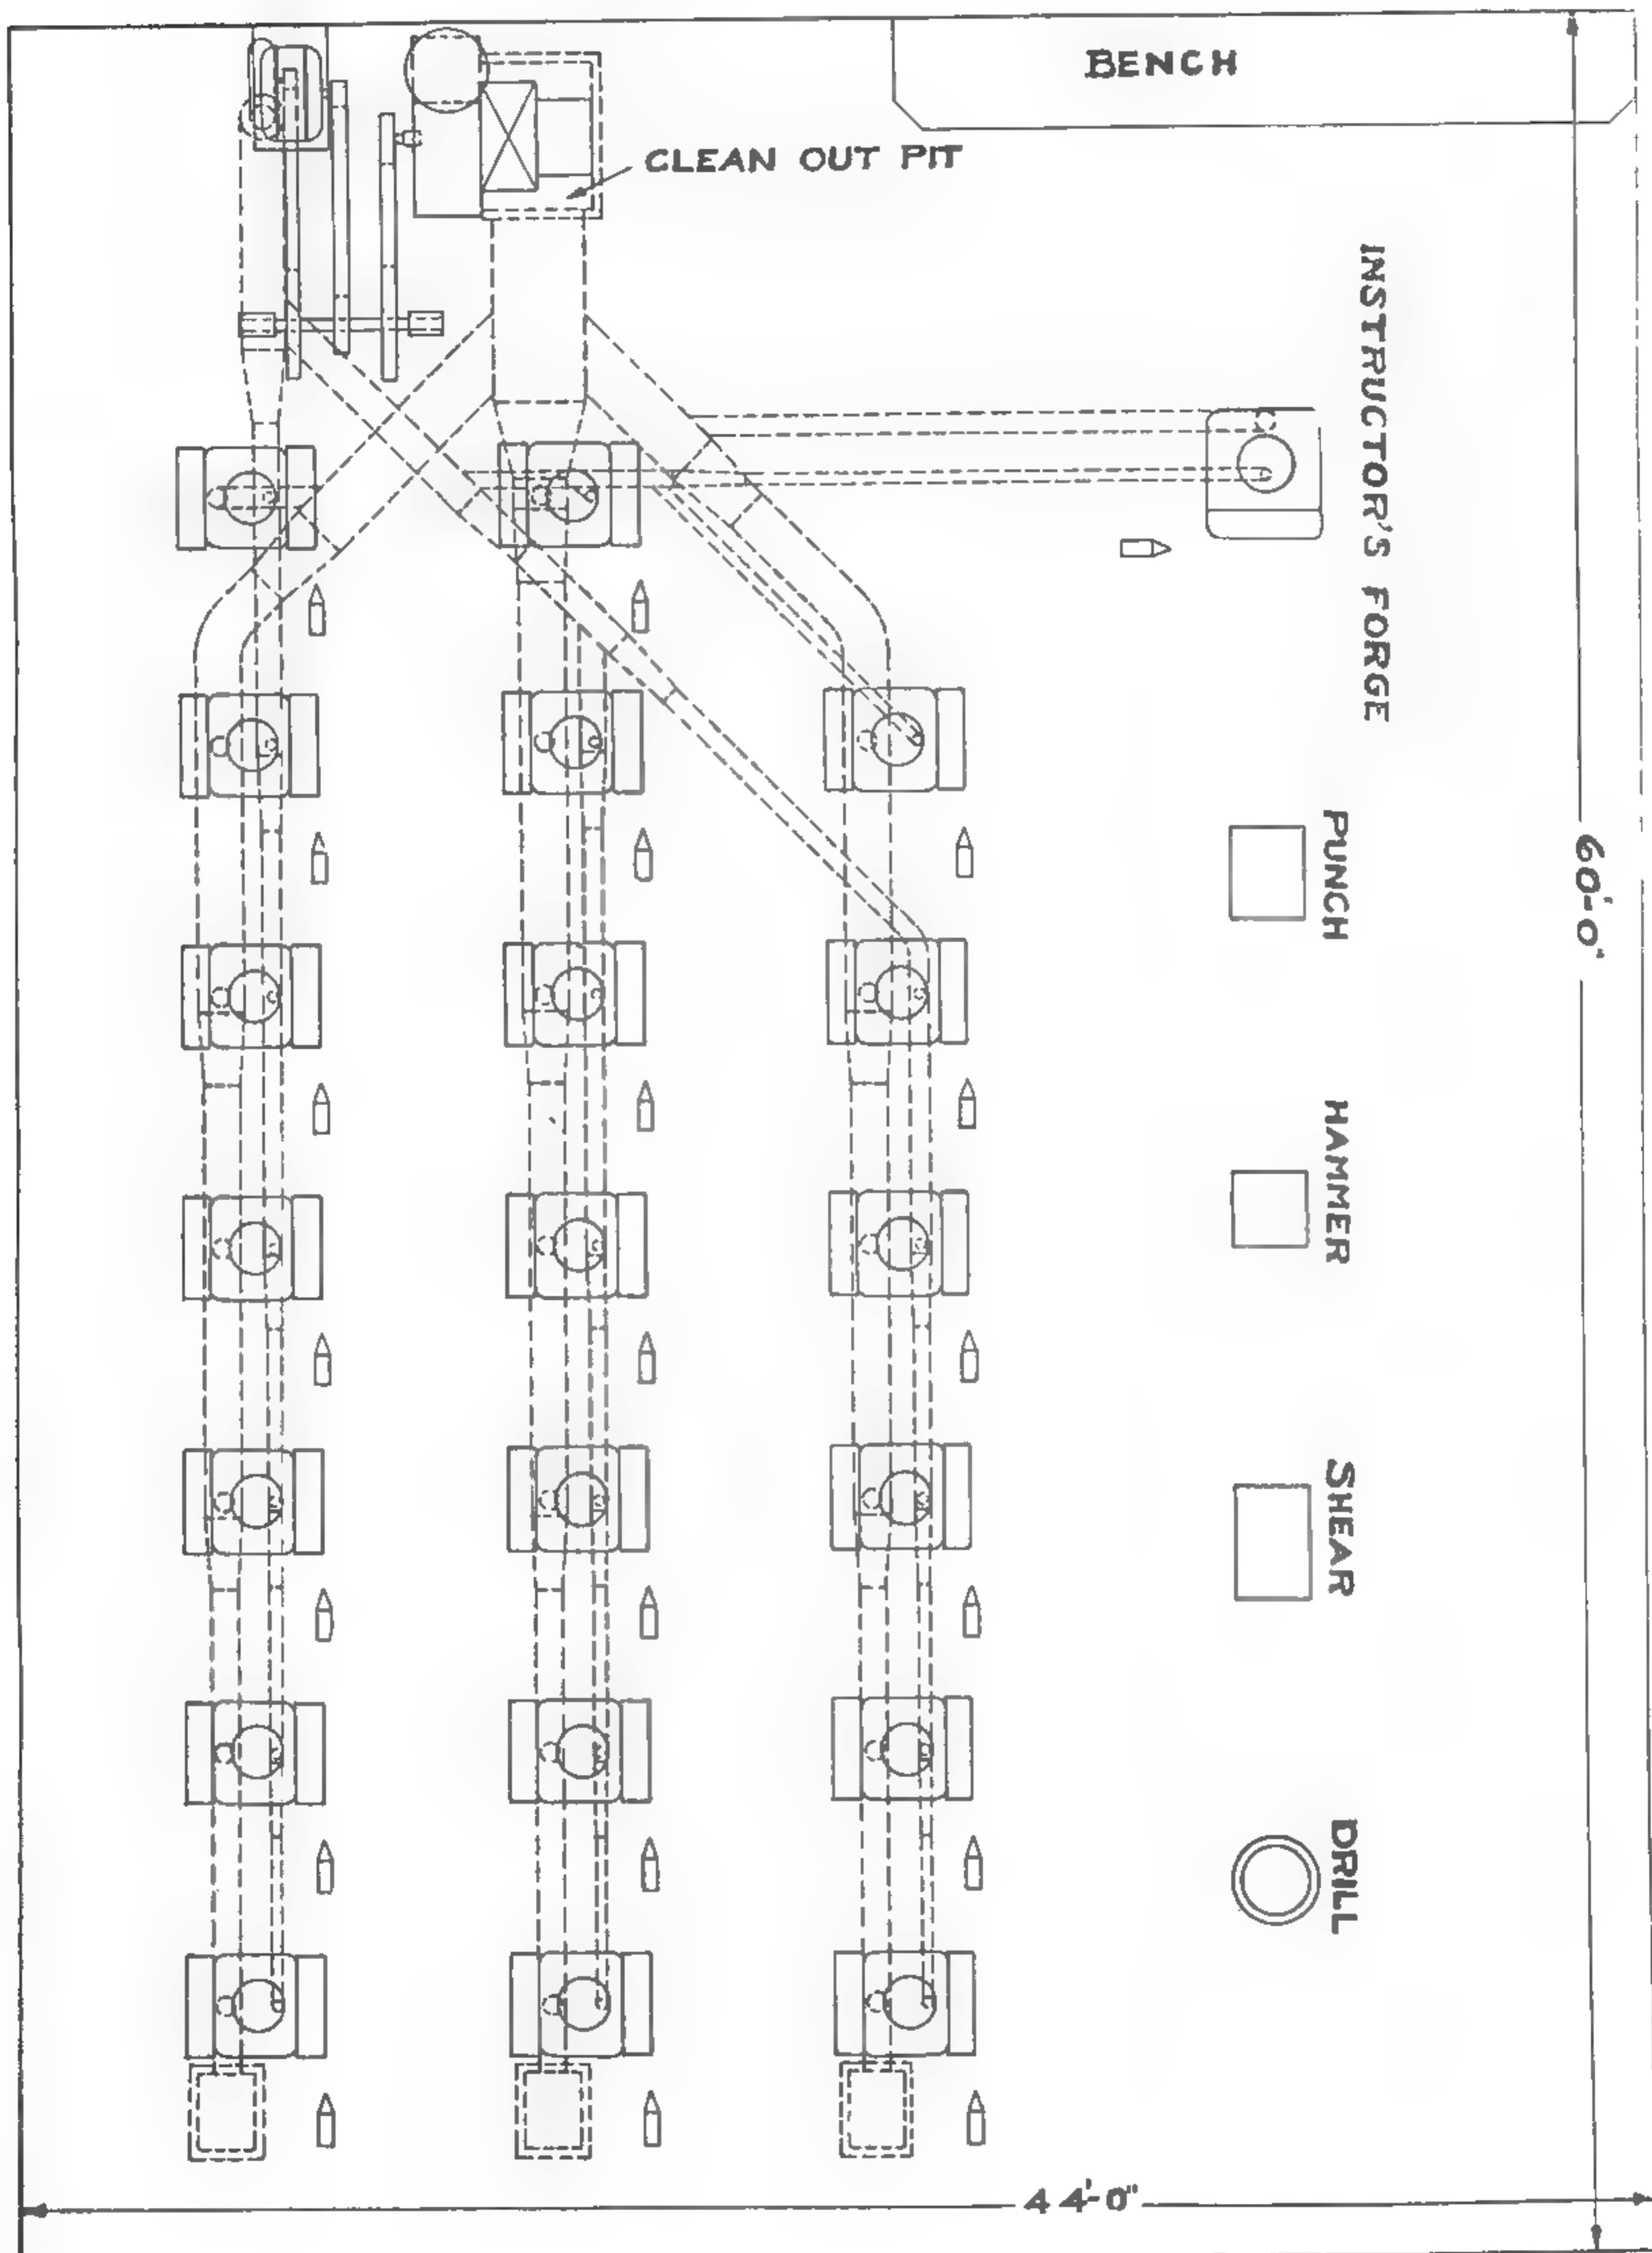 BENCH
CLEAN OUT PIT
INSTRUCTOR'S FORGE
PUNCH
60'-0"
HAMMER
SHEAR
DRILL
44'-0"